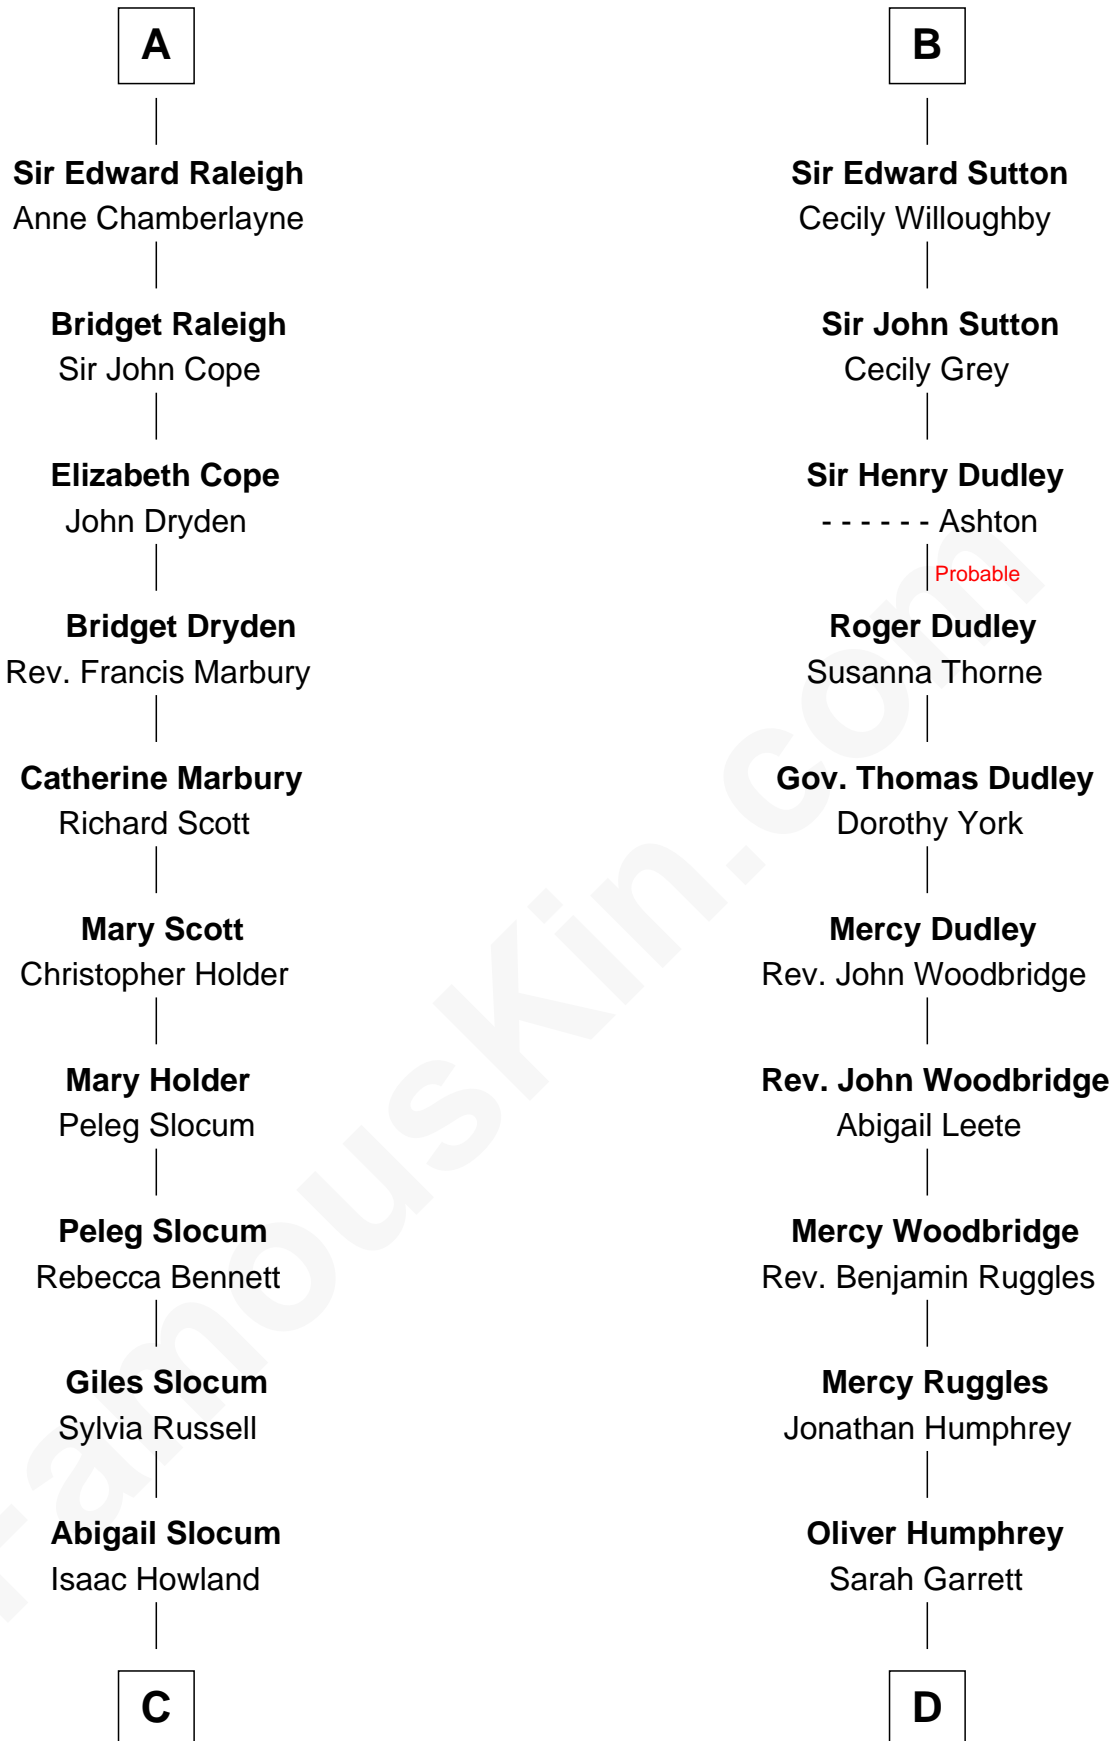 A
Sir Edward Raleigh
Anne Chamberlayne
Bridget Raleigh
Sir John Cope
Elizabeth Cope
John Dryden
Bridget Dryden
Rev. Francis Marbury
Catherine Marbury
Richard Scott
Mary Scott
Christopher Holder
Mary Holder
Peleg Slocum
Peleg Slocum
Rebecca Bennett
Giles Slocum
Sylvia Russell
Abigail Slocum
Isaac Howland
C
B
Sir Edward Sutton
Cecily Willoughby
Sir John Sutton
Cecily Grey
Sir Henry Dudley
- - - - - - Ashton
Probable
Roger Dudley
Susanna Thorne
Gov. Thomas Dudley
Dorothy York
Mercy Dudley
Rev. John Woodbridge
Rev. John Woodbridge
Abigail Leete
Mercy Woodbridge
Rev. Benjamin Ruggles
Mercy Ruggles
Jonathan Humphrey
Oliver Humphrey
Sarah Garrett
D
FamousKin.com